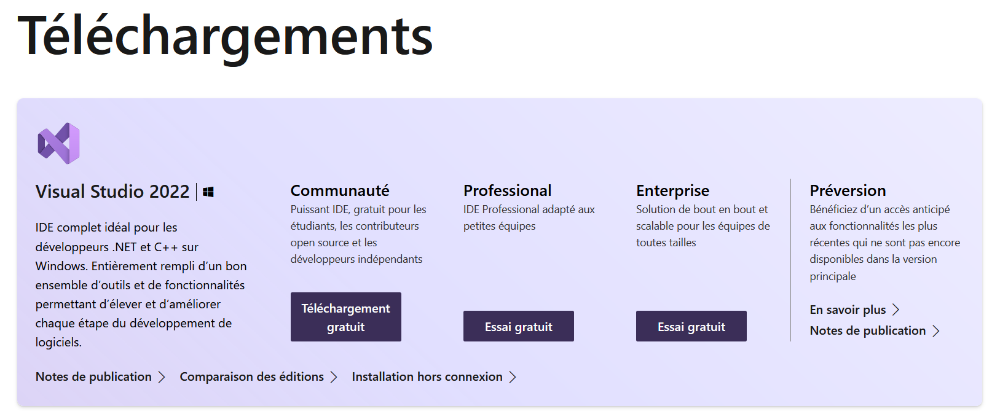 Téléchargements
Visual Studio 2022
IDE complet idéal pour les
développeurs .NET et C++ sur
Windows. Entièrement rempli d’un bon
ensemble d’outils et de fonctionnalités
permettant d’élever et d’améliorer
chaque étape du développement de
logiciels.
Communauté
Puissant IDE, gratuit pour les
étudiants, les contributeurs
open source et les
développeurs indépendants
Téléchargement
gratuit
Professional
IDE Professional adapté aux
petites équipes
Essai gratuit
Enterprise
Solution de bout en bout et
scalable pour les équipes de
toutes tailles
Essai gratuit
Préversion
Bénéficiez d’un accès anticipé
aux fonctionnalités les plus
récentes qui ne sont pas encore
disponibles dans la version
principale
En savoir plus
Notes de publication
Notes de publication
Comparaison des éditions
Installation hors connexion